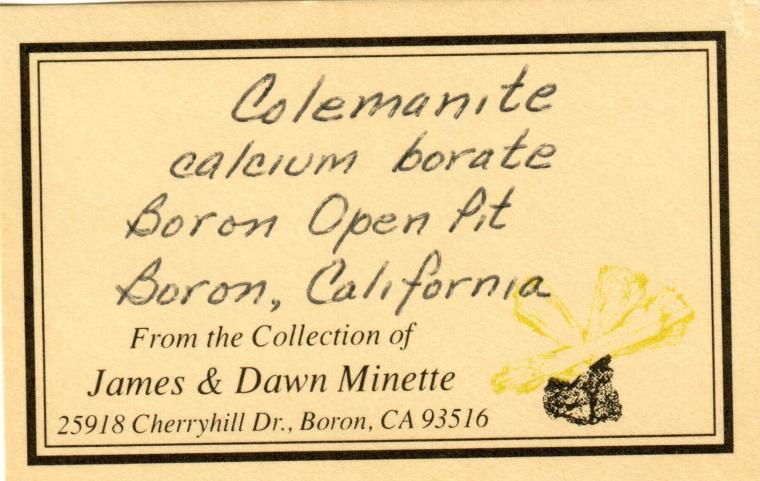 Colemanite
calcium borate
Boron Open Pit
Boron, California
From the Collection of
James & Dawn Minette
25918 Cherryhill Dr., Boron, CA 93516